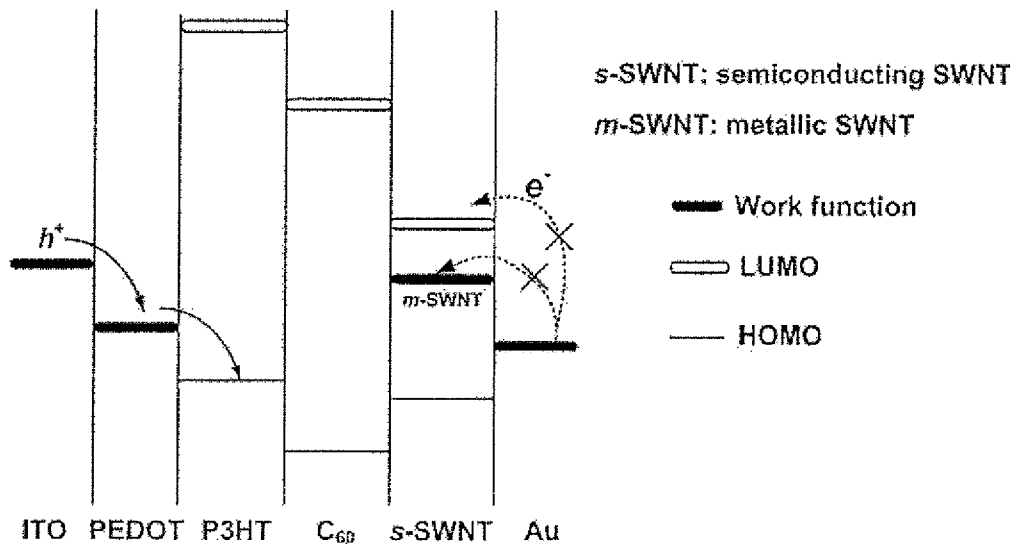 s-SWNT: semiconducting SWNT
m-SWNT: metallic SWNT
e-
h+
Work function
LUMO
m-SWNT
HOMO
ITO PEDOT P3HT C60 s-SWNT Au